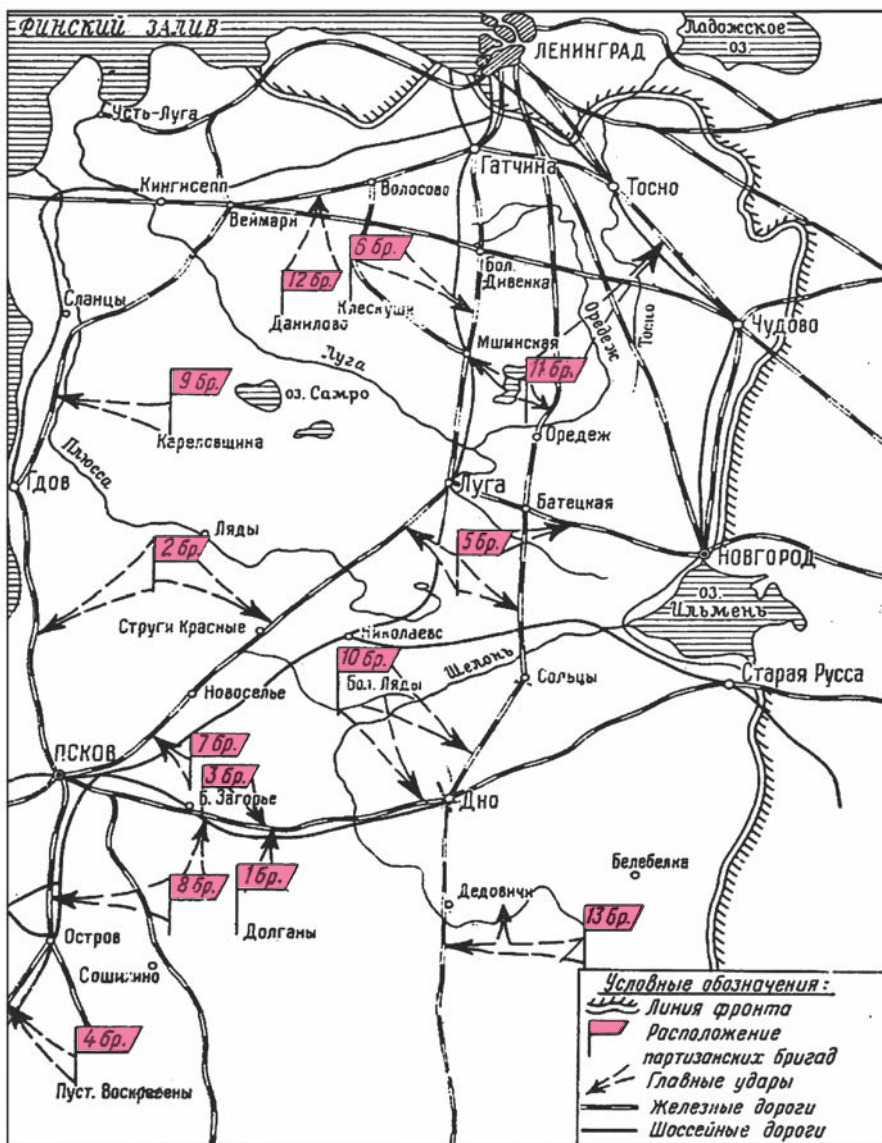 ФИНСКИЙ ЗАЛИВ
ЛЕНИНГРАД
Ладожское
оз.
Усть-Луга
Гатчина
Кингисепп
Волосово
Тосно
Веймарн
6 бр.
Бол.
Дивенка
12 бр.
Клескуши
Данилово
Сланцы
Оредеж
Тосно
Чудово
Мшинская
Луга
9 бр.
11 бр.
оз. Самро
Кареловщина
Оредеж
Плюсса
Гдов
Луга
Батецкая
Ляды
2 бр.
5 бр.
НОВГОРОД
оз.
Ильмень
Струги Красные
Николаевс
10 бр.
Шелонь
Бол. Ляды
Сольцы
Старая Русса
Новоселье
7 бр.
ПСКОВ
3 бр.
Б. Загорье
Дно
Белебелка
8 бр.
1 бр.
Дедовичи
13 бр.
Долганы
Остров
Сошихино
4 бр.
Пуст. Воскресены
Условные обозначения:
Линия фронта
Расположение
партизанских бригад
Главные удары
Железные дороги
Шоссейные дороги